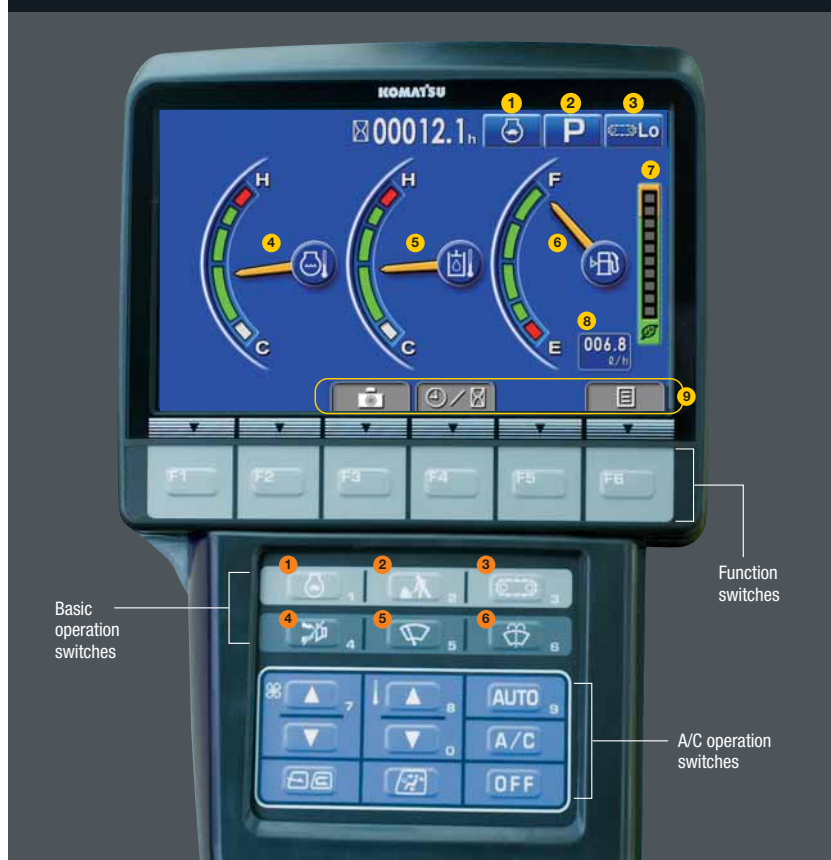 KOMATSU
1 2 3
00012.1 h P Lo
7
H H F
4 5 6
8
C C E 006.8
ℓ/h
9
F1 F2 F3 F4 F5 F6
Function
switches
1 2 3
1 2 3
Basic
operation
switches
4 5 6
4 5 6
7 8 AUTO 9
0 A/C
OFF
A/C operation
switches